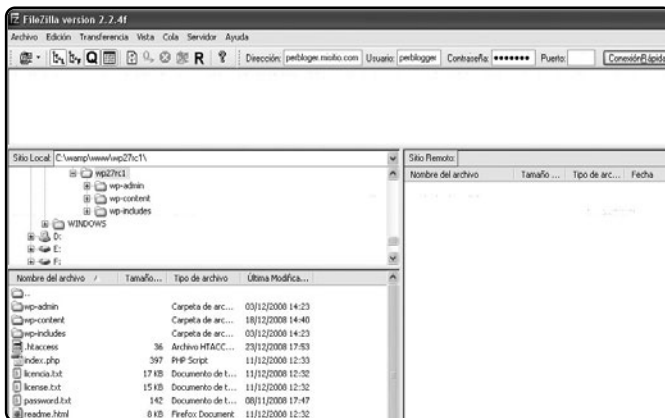 FileZilla version 2.2.4f
Archivo Edición Transferencia Vista Cola Servidor Ayuda
Dirección: perbloger.miofio.com Usuario: perblogger Contraseña: ●●●●●●● Puerto: ConexiónRápida
Sitio Local: C:\wamp\www\wp27rc1\ Sitio Remoto:
wp27rc1
wp-admin
wp-content
wp-includes
WINDOWS
D:
E:
F:
Nombre del archivo Tamaño ... Tipo de arc... Fecha
Nombre del archivo / Tamaño... Tipo de archivo Última Modifica...
..
wp-admin Carpeta de arc... 03/12/2008 14:23
wp-content Carpeta de arc... 18/12/2008 14:40
wp-includes Carpeta de arc... 03/12/2008 14:23
.htaccess 36 Archivo HTACC... 23/12/2008 17:53
index.php 397 PHP Script 11/12/2008 12:33
licencia.txt 17 KB Documento de t... 11/12/2008 12:32
license.txt 15 KB Documento de t... 11/12/2008 12:32
password.txt 142 Documento de t... 08/11/2008 17:47
readme.html 8 KB Firefox Document 11/12/2008 12:32